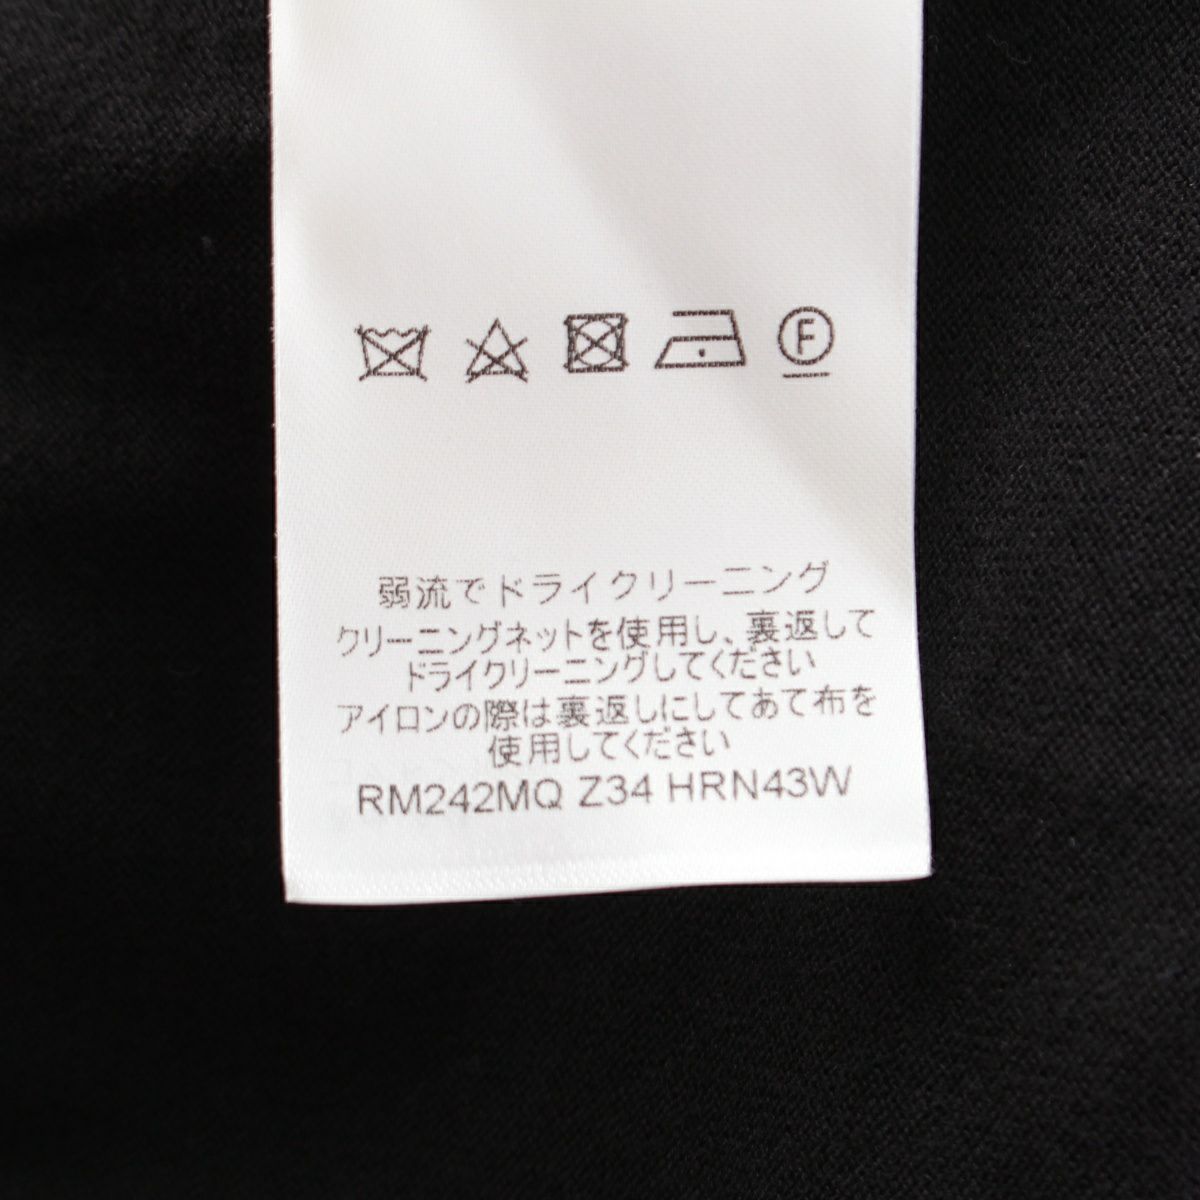 F
弱流でドライクリーニング
クリーニングネットを使用し、裏返して
ドライクリーニングしてください
アイロンの際は裏返しにしてあて布を
使用してください
RM242MQ Z34 HRN43W